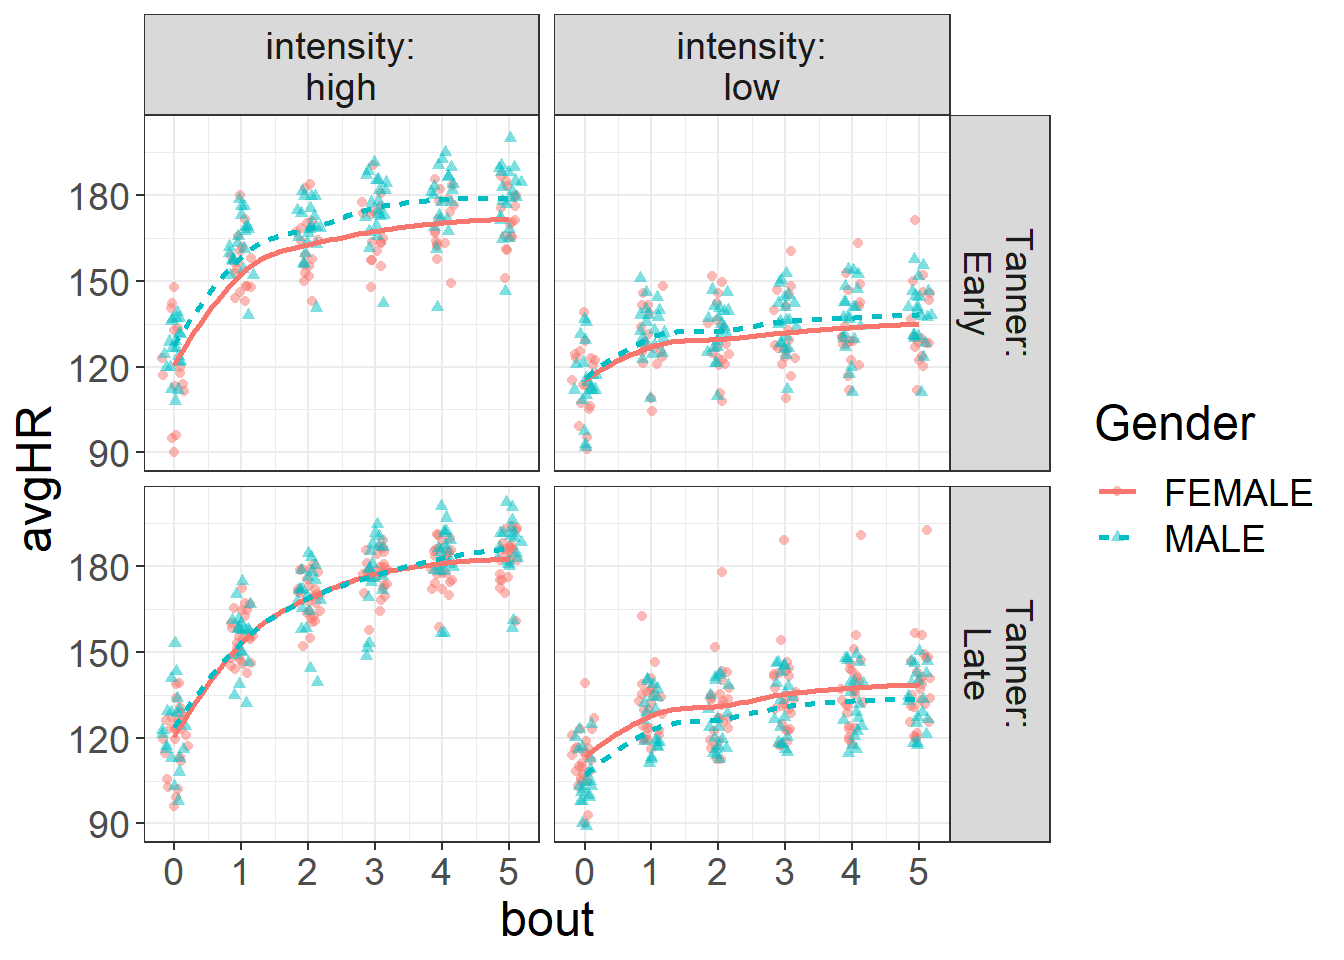 intensity:
high
intensity:
low
180
150
120
90
Tanner:
Early
180
150
120
90
Tanner:
Late
avgHR
0 1 2 3 4 5
0 1 2 3 4 5
bout
Gender
FEMALE
MALE